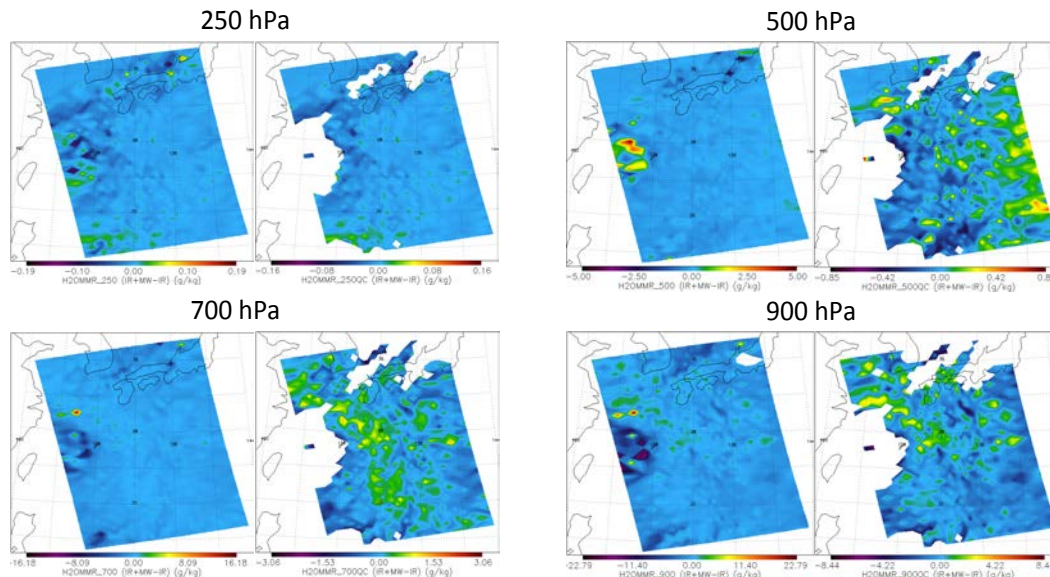 250 hPa
500 hPa
−0.19 −0.10 0.00 0.10 0.19
H2OMMR_250 (IR+MW−IR) (g/kg)
−0.16 −0.08 0.00 0.08 0.16
H2OMMR_250QC (IR+MW−IR) (g/kg)
−5.00 −2.50 0.00 2.50 5.00
H2OMMR_500 (IR+MW−IR) (g/kg)
−0.85 −0.42 0.00 0.42 0.8
H2OMMR_500QC (IR+MW−IR) (g/kg)
700 hPa
900 hPa
−16.18 −8.09 0.00 8.09 16.18
H2OMMR_700 (IR+MW−IR) (g/kg)
−3.06 −1.53 0.00 1.53 3.06
H2OMMR_700QC (IR+MW−IR) (g/kg)
−22.79 −11.40 0.00 11.40 22.79
H2OMMR_900 (IR+MW−IR) (g/kg)
−8.44 −4.22 0.00 4.22 8.4
H2OMMR_900QC (IR+MW−IR) (g/kg)